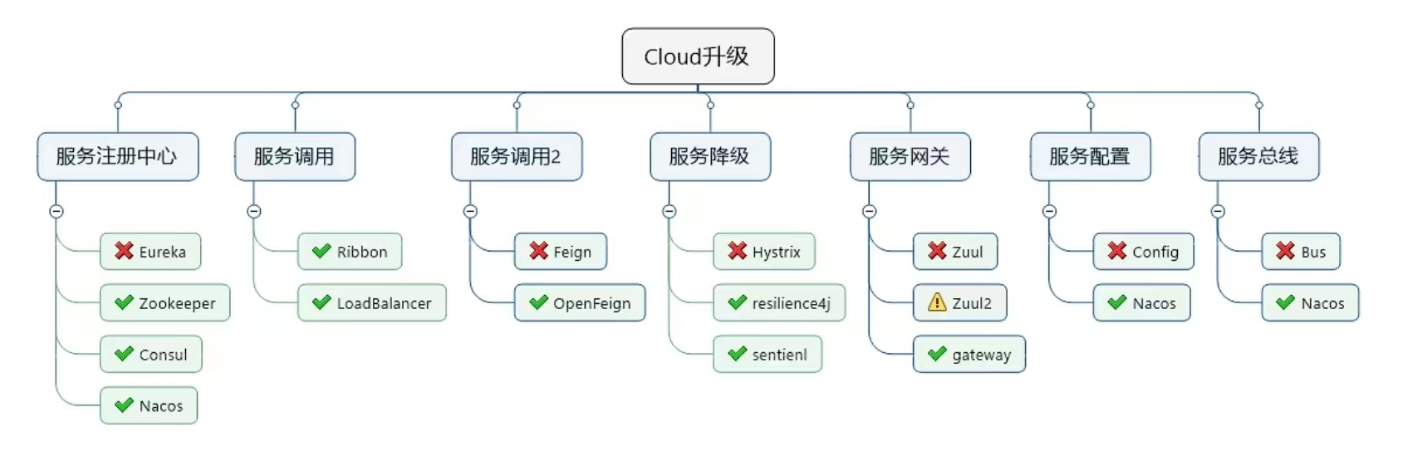 Cloud升级
服务注册中心
服务调用
服务调用2
服务降级
服务网关
服务配置
服务总线
Eureka
Zookeeper
Consul
Nacos
Ribbon
LoadBalancer
Feign
OpenFeign
Hystrix
resilience4j
sentienl
Zuul
Zuul2
gateway
Config
Nacos
Bus
Nacos